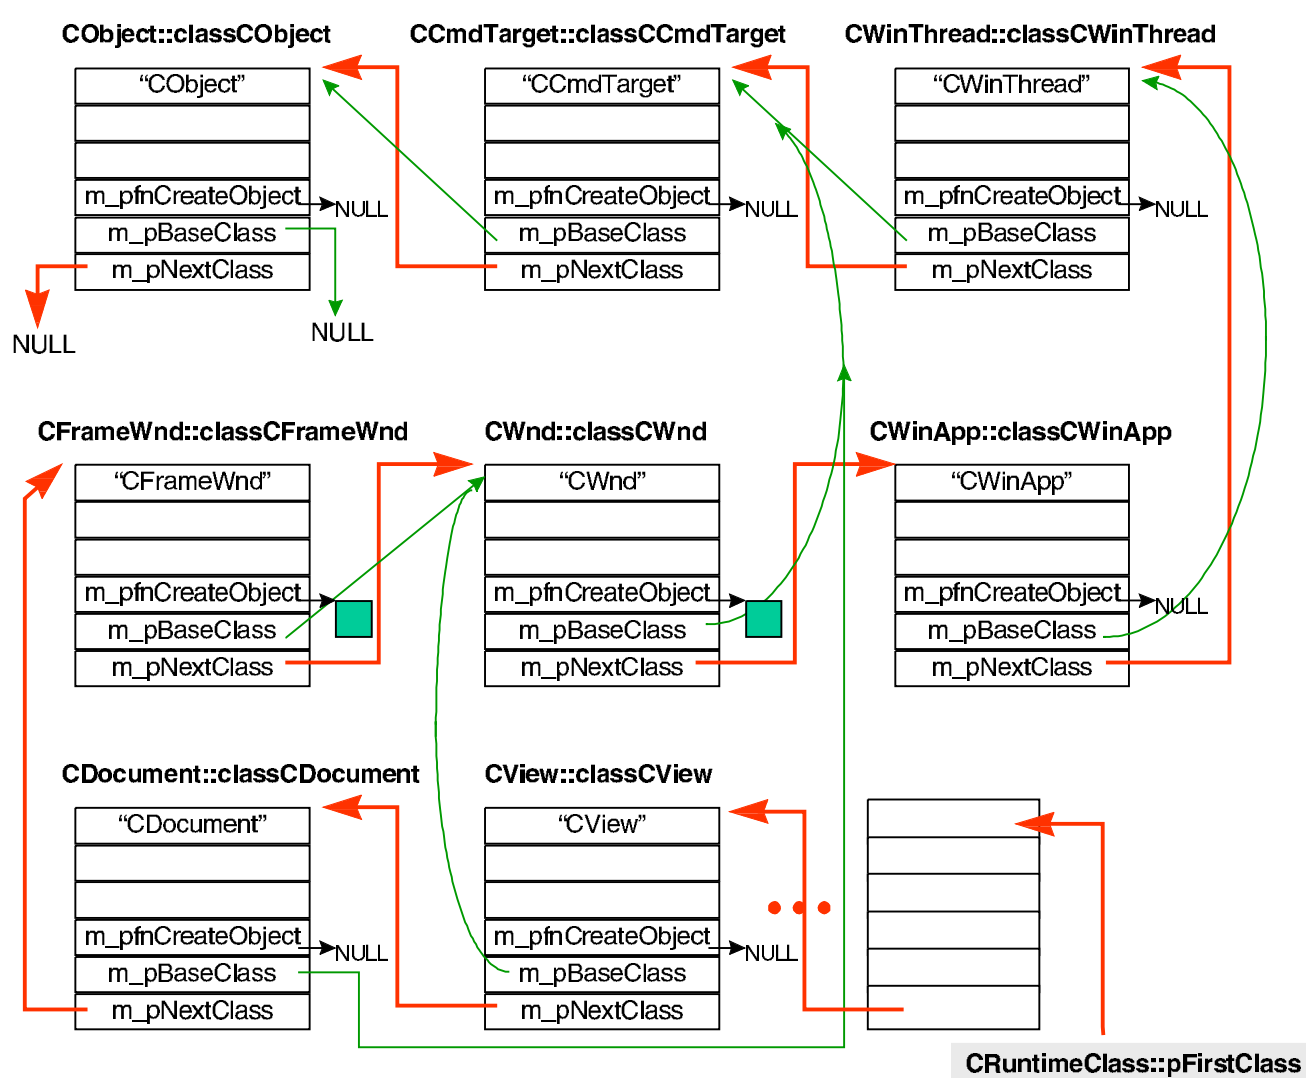 CObject::classCObject
CCmdTarget::classCCmdTarget
CWinThread::classCWinThread
“CObject”
“CCmdTarget”
“CWinThread”
m_pfnCreateObject
NULL
m_pfnCreateObject
NULL
m_pfnCreateObject
NULL
m_pBaseClass
m_pBaseClass
m_pBaseClass
m_pNextClass
m_pNextClass
m_pNextClass
NULL
NULL
CFrameWnd::classCFrameWnd
CWnd::classCWnd
CWinApp::classCWinApp
“CFrameWnd”
“CWnd”
“CWinApp”
m_pfnCreateObject
m_pfnCreateObject
m_pfnCreateObject
NULL
m_pBaseClass
m_pBaseClass
m_pBaseClass
m_pNextClass
m_pNextClass
m_pNextClass
CDocument::classCDocument
CView::classCView
“CDocument”
“CView”
m_pfnCreateObject
NULL
m_pfnCreateObject
NULL
m_pBaseClass
m_pBaseClass
m_pNextClass
m_pNextClass
CRuntimeClass::pFirstClass